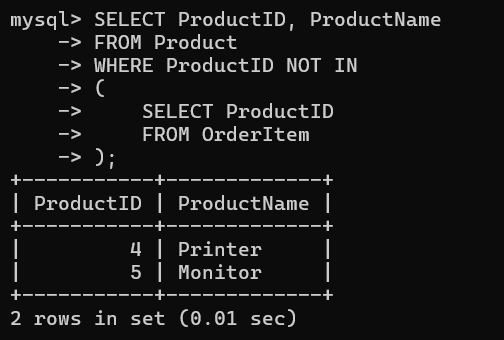 mysql> SELECT ProductID, ProductName
    -> FROM Product
    -> WHERE ProductID NOT IN
    -> (
    ->     SELECT ProductID
    ->     FROM OrderItem
    -> );
+-----------+-------------+
| ProductID | ProductName |
+-----------+-------------+
|         4 | Printer     |
|         5 | Monitor     |
+-----------+-------------+
2 rows in set (0.01 sec)